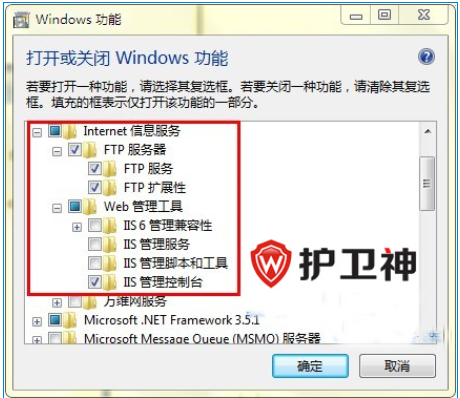 Windows 功能
打开或关闭 Windows 功能
若要打开一种功能，请选择其复选框。若要关闭一种功能，请清除其复选
框。填充的框表示仅打开该功能的一部分。
Internet 信息服务
FTP 服务器
FTP 服务
FTP 扩展性
Web 管理工具
IIS 6 管理兼容性
IIS 管理服务
IIS 管理脚本和工具
IIS 管理控制台
万维网服务
Microsoft .NET Framework 3.5.1
Microsoft Message Queue (MSMQ) 服务器
护卫神
确定
取消